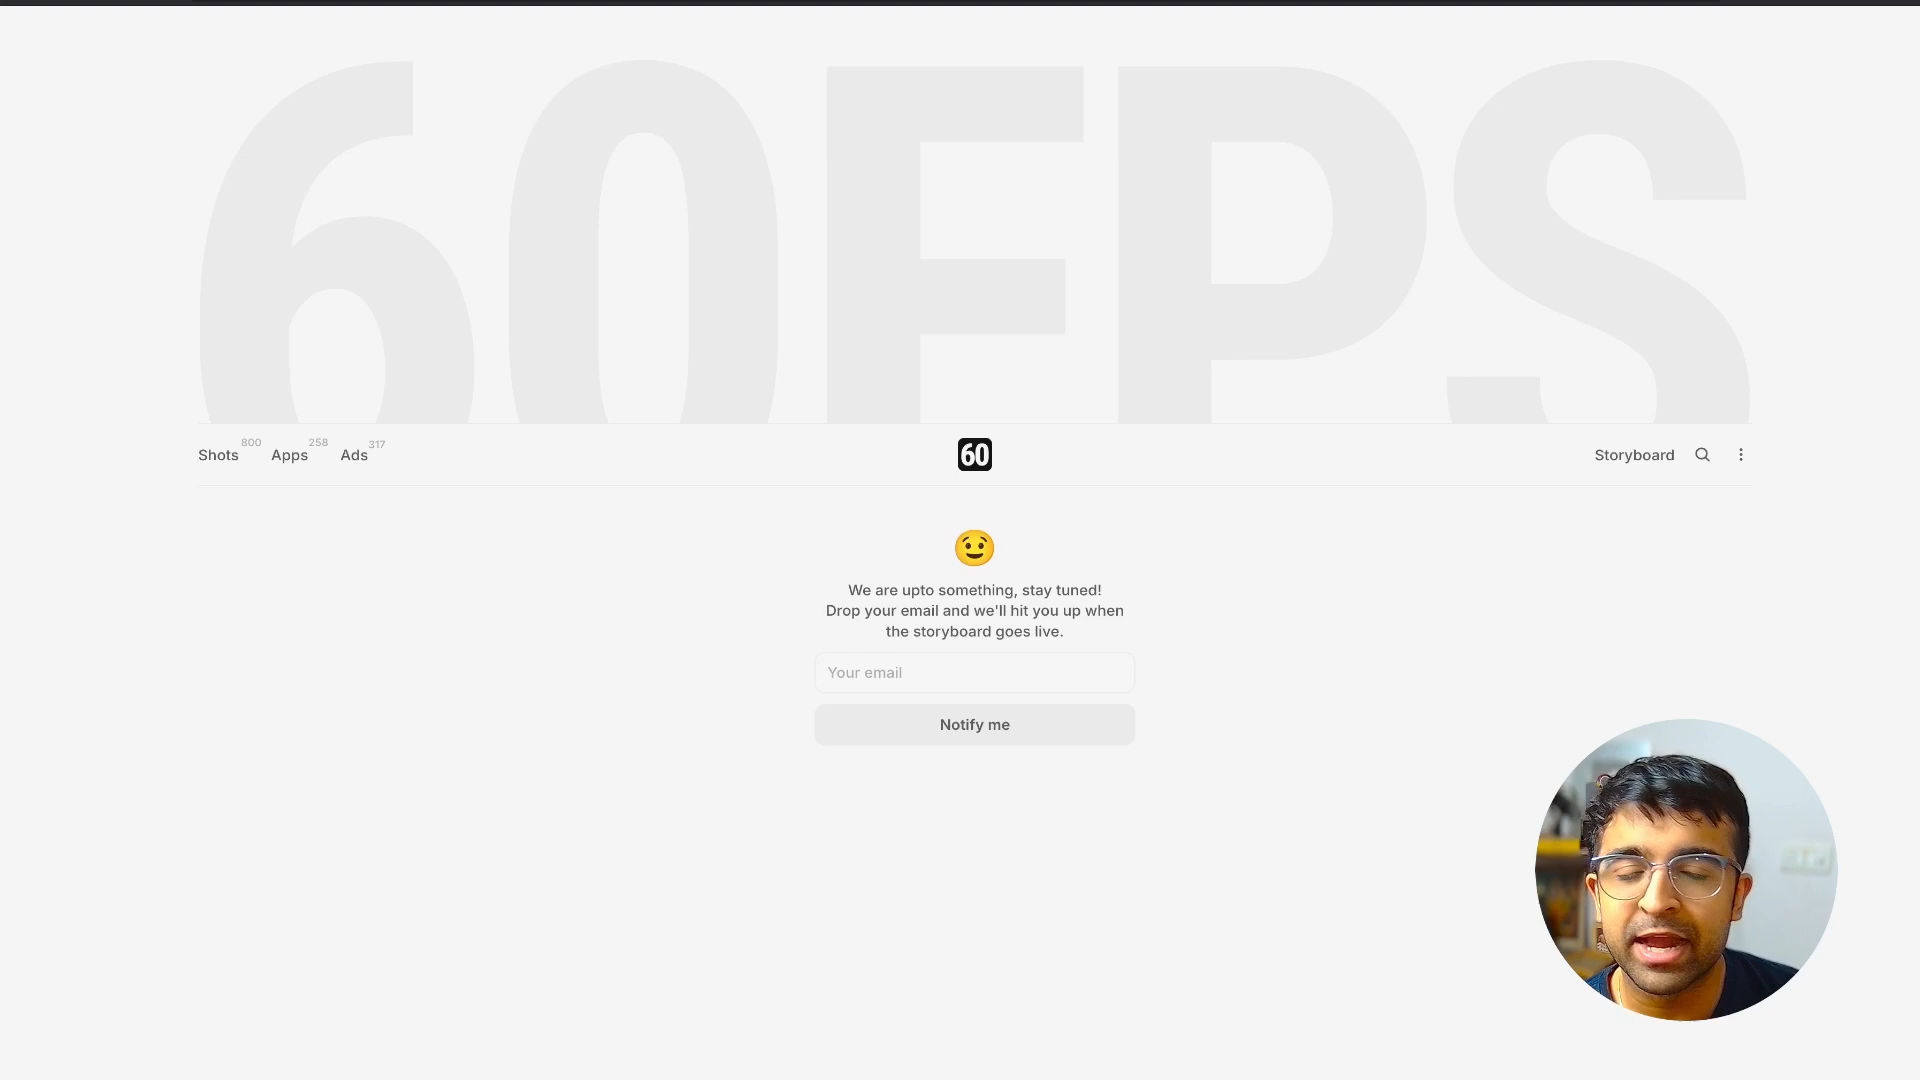 60FPS
Shots 800 Apps 258 Ads 317
60
Storyboard
We are upto something, stay tuned!
Drop your email and we'll hit you up when
the storyboard goes live.
Your email
Notify me